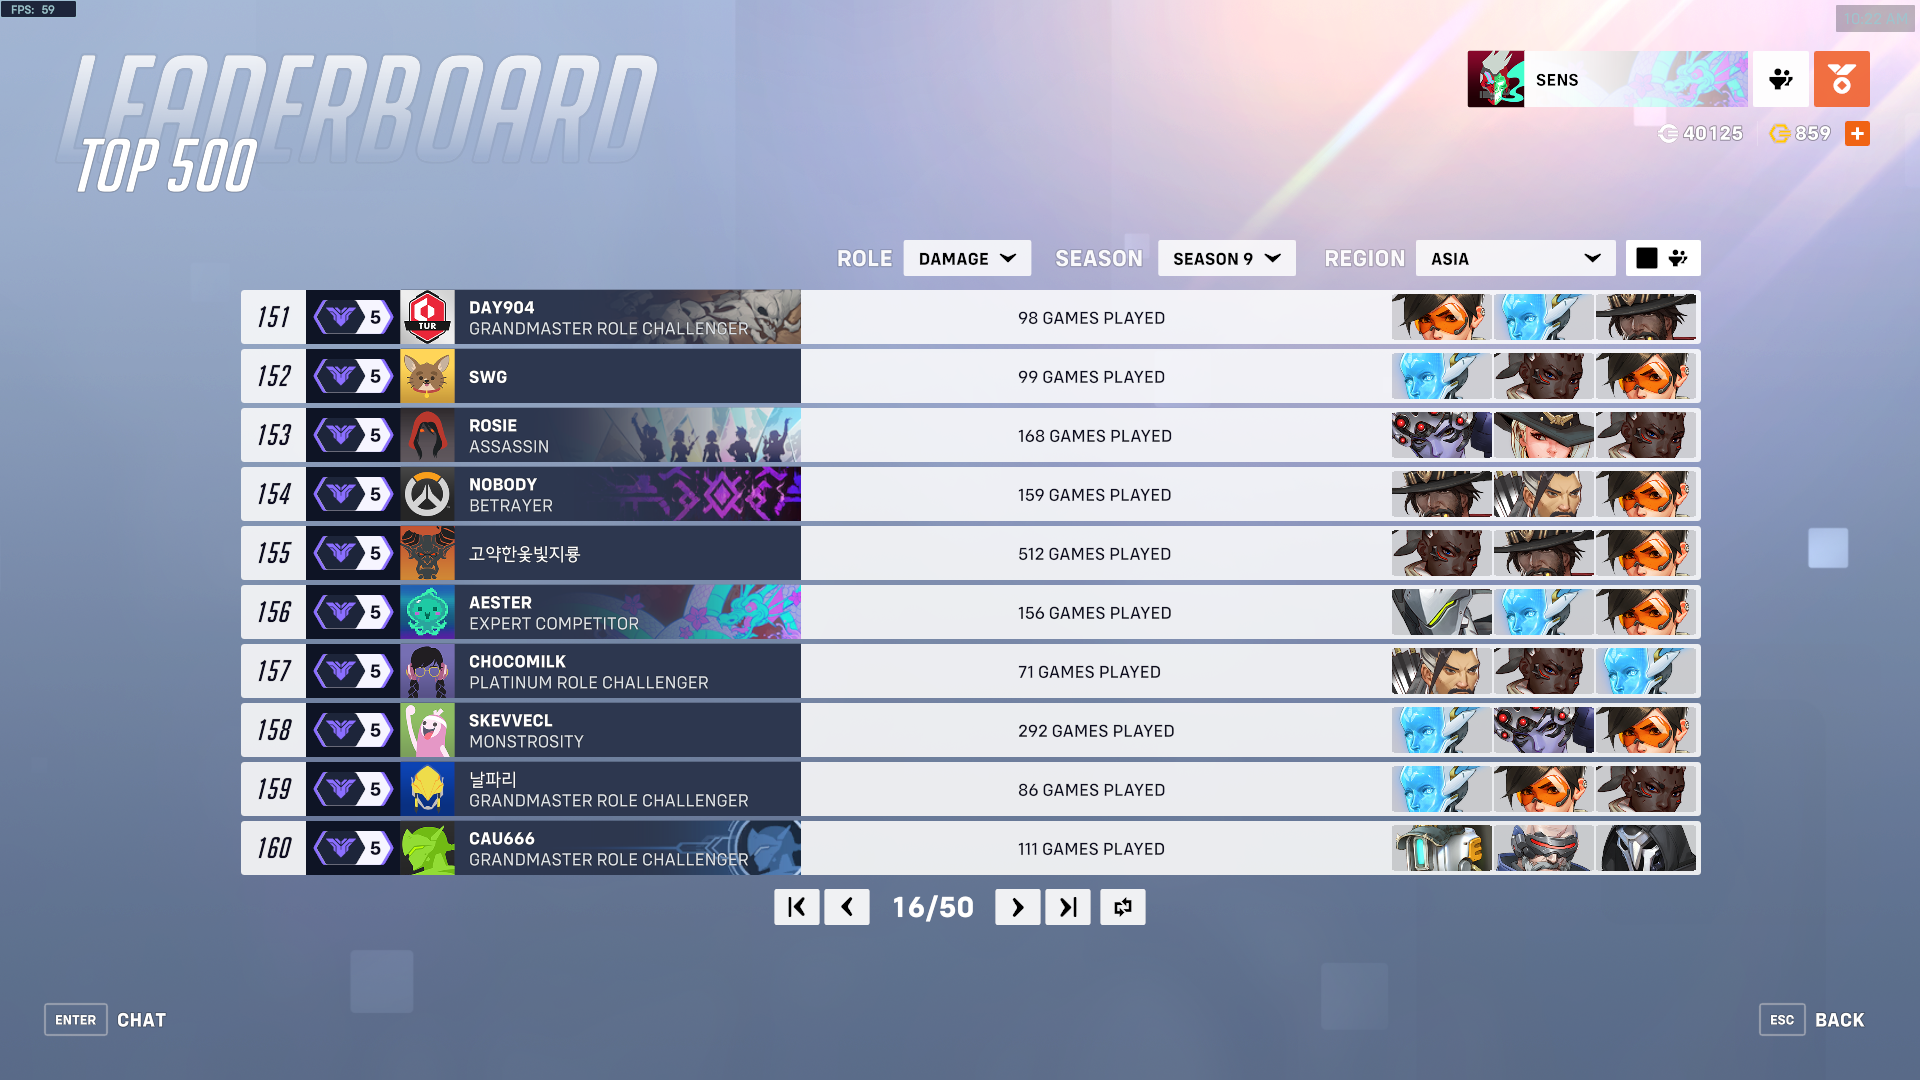 FPS: 59
LEADERBOARD
TOP 500
SENS
40125
859
ROLE DAMAGE SEASON SEASON 9 REGION ASIA
151 5 DAY904 98 GAMES PLAYED
TUR
GRANDMASTER ROLE CHALLENGER
152 5 SWG 99 GAMES PLAYED
153 5 ROSIE 168 GAMES PLAYED
ASSASSIN
154 5 NOBODY 159 GAMES PLAYED
BETRAYER
155 5 고약한옻빛지룡 512 GAMES PLAYED
156 5 AESTER 156 GAMES PLAYED
EXPERT COMPETITOR
157 5 CHOCOMILK 71 GAMES PLAYED
PLATINUM ROLE CHALLENGER
158 5 SKEVVECL 292 GAMES PLAYED
MONSTROSITY
159 5 날파리 86 GAMES PLAYED
GRANDMASTER ROLE CHALLENGER
160 5 CAU666 111 GAMES PLAYED
GRANDMASTER ROLE CHALLENGER
16/50
ENTER CHAT
ESC BACK